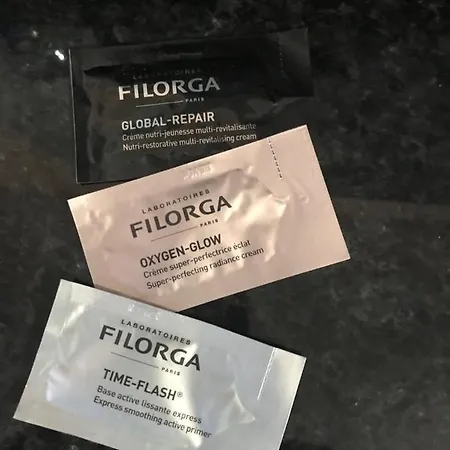 LABORATOIRES
FILORGA
PARIS
GLOBAL-REPAIR
Crème nutri-jeunesse multi-revitalisante
Nutri-restorative multi-revitalising cream
LABORATOIRES
FILORGA
PARIS
OXYGEN-GLOW
Crème super-perfectrice éclat
Super-perfecting radiance cream
LABORATOIRES
FILORGA
PARIS
TIME-FLASH®
Base active lissante express
Express smoothing active primer